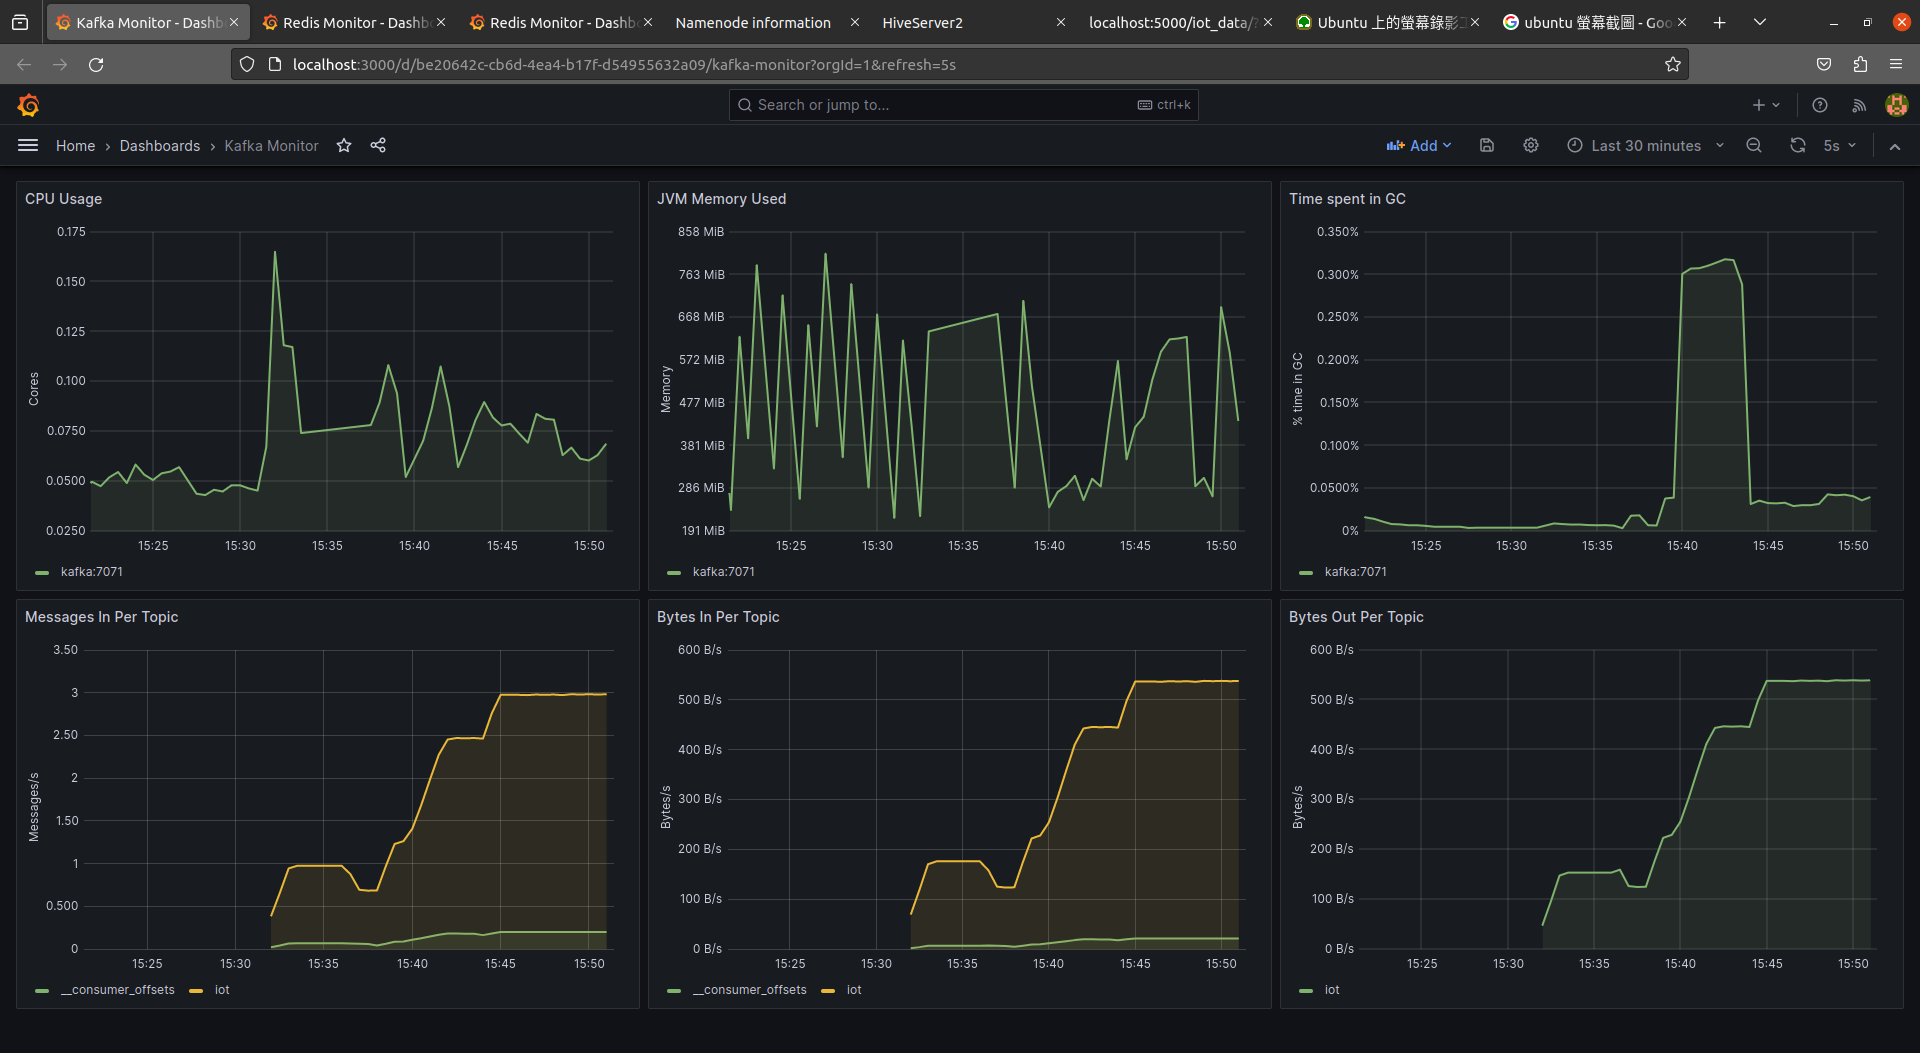 Kafka Monitor - Dashb
Redis Monitor - Dashb
Redis Monitor - Dashb
Namenode information
HiveServer2
localhost:5000/iot_data/?
Ubuntu 上的螢幕錄影
ubuntu 螢幕截圖 - Goo
localhost:3000/d/be20642c-cb6d-4ea4-b17f-d54955632a09/kafka-monitor?orgId=1&refresh=5s
Search or jump to...
ctrl+k
Home › Dashboards › Kafka Monitor
Add
Last 30 minutes
5s
CPU Usage
0.175
0.150
0.125
0.100
0.0750
0.0500
0.0250
Cores
15:25 15:30 15:35 15:40 15:45 15:50
kafka:7071
JVM Memory Used
858 MiB
763 MiB
668 MiB
572 MiB
477 MiB
381 MiB
286 MiB
191 MiB
Memory
15:25 15:30 15:35 15:40 15:45 15:50
kafka:7071
Time spent in GC
0.350%
0.300%
0.250%
0.200%
0.150%
0.100%
0.0500%
0%
% time in GC
15:25 15:30 15:35 15:40 15:45 15:50
kafka:7071
Messages In Per Topic
3.50
3
2.50
2
1.50
1
0.500
0
Messages/s
15:25 15:30 15:35 15:40 15:45 15:50
__consumer_offsets iot
Bytes In Per Topic
600 B/s
500 B/s
400 B/s
300 B/s
200 B/s
100 B/s
0 B/s
Bytes/s
15:25 15:30 15:35 15:40 15:45 15:50
__consumer_offsets iot
Bytes Out Per Topic
600 B/s
500 B/s
400 B/s
300 B/s
200 B/s
100 B/s
0 B/s
Bytes/s
15:25 15:30 15:35 15:40 15:45 15:50
iot